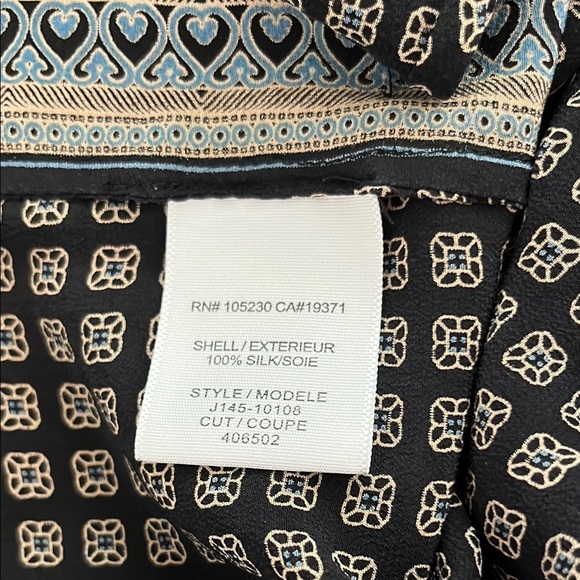 RN# 105230 CA#19371
SHELL / EXTERIEUR
100% SILK/SOIE
STYLE / MODELE
J145-10108
CUT / COUPE
406502